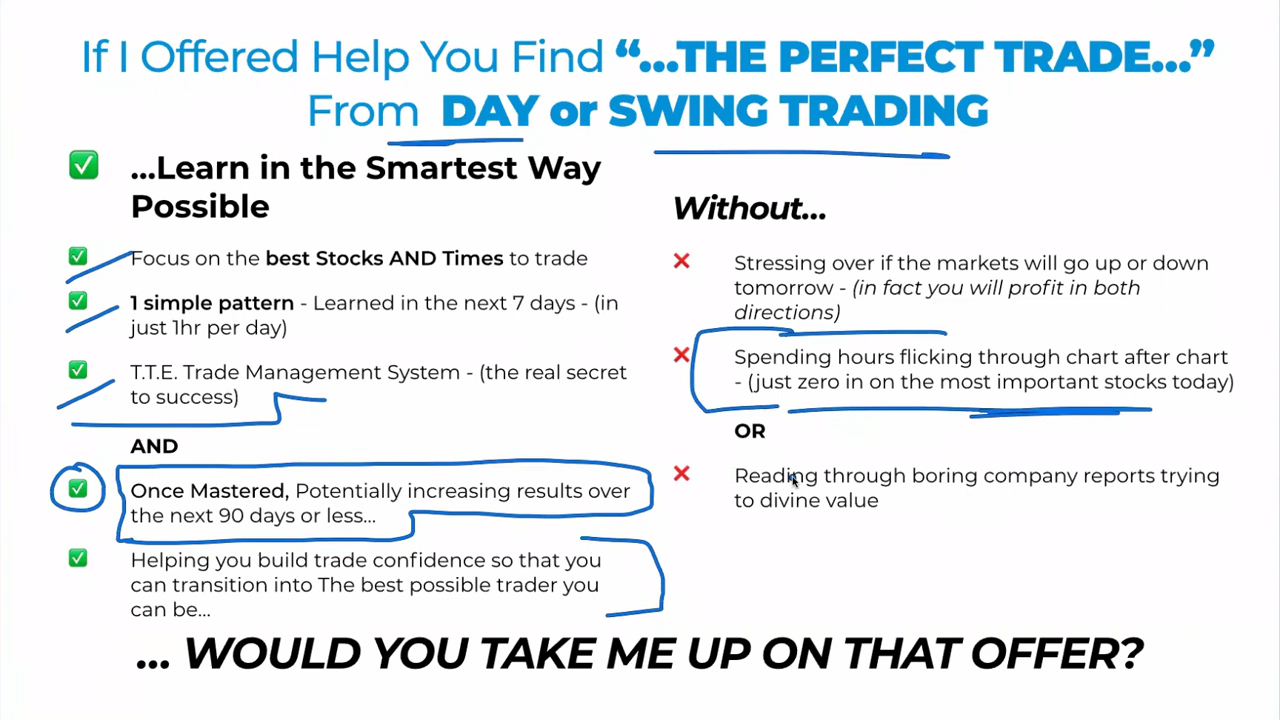 If I Offered Help You Find “...THE PERFECT TRADE...”
From DAY or SWING TRADING
...Learn in the Smartest Way
Possible
Focus on the best Stocks AND Times to trade
1 simple pattern - Learned in the next 7 days - (in
just 1hr per day)
T.T.E. Trade Management System - (the real secret
to success)
AND
Once Mastered, Potentially increasing results over
the next 90 days or less...
Helping you build trade confidence so that you
can transition into The best possible trader you
can be...
Without...
Stressing over if the markets will go up or down
tomorrow - (in fact you will profit in both
directions)
Spending hours flicking through chart after chart
- (just zero in on the most important stocks today)
OR
Reading through boring company reports trying
to divine value
... WOULD YOU TAKE ME UP ON THAT OFFER?